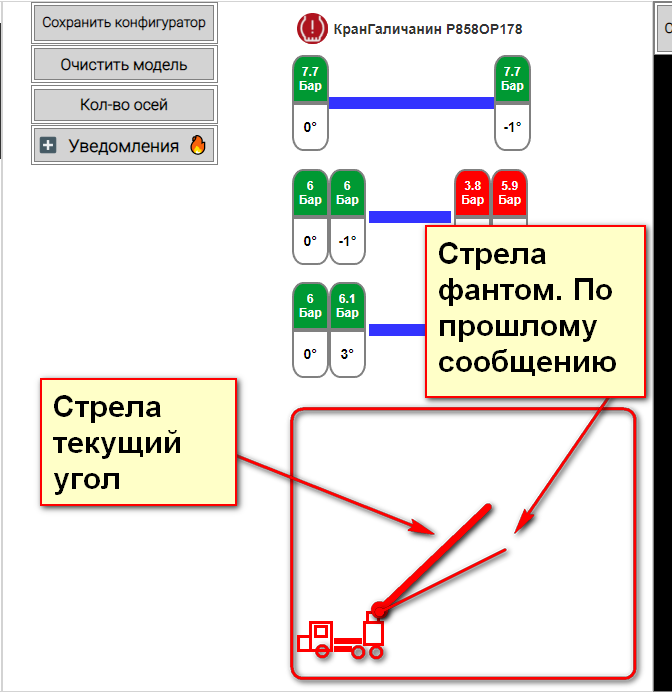 Сохранить конфигуратор
Очистить модель
Кол-во осей
Уведомления
КранГаличанин Р858ОР178
7.7
Бар
0°
7.7
Бар
-1°
6
Бар
0°
6
Бар
-1°
3.8
Бар
5.9
Бар
6
Бар
0°
6.1
Бар
3°
Стрела
фантом. По
прошлому
сообщению
Стрела
текущий
угол